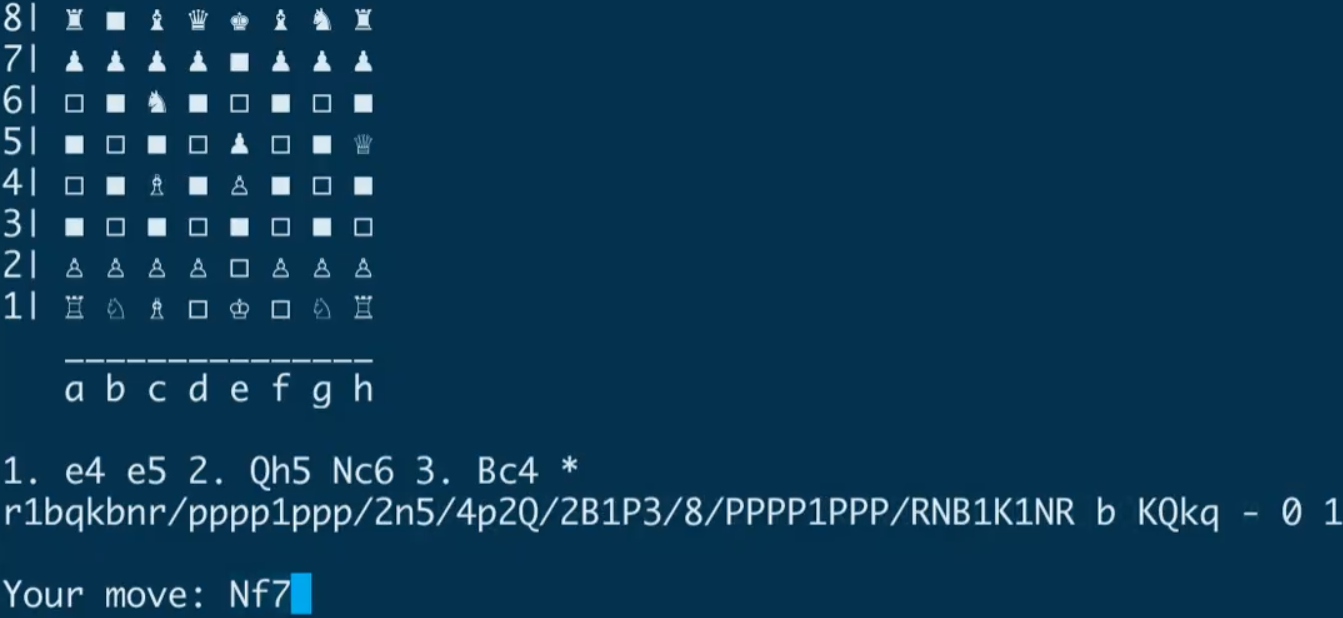 8| ♜ ■ ♝ ♛ ♚ ♝ ♞ ♜
7| ♟ ♟ ♟ ♟ ■ ♟ ♟ ♟
6| □ ■ ♞ ■ □ ■ □ ■
5| ■ □ ■ □ ♟ □ ■ ♕
4| □ ■ ♗ ■ ♙ ■ □ ■
3| ■ □ ■ □ ■ □ ■ □
2| ♙ ♙ ♙ ♙ □ ♙ ♙ ♙
1| ♖ ♘ ♗ □ ♔ □ ♘ ♖
_______________
a b c d e f g h
1. e4 e5 2. Qh5 Nc6 3. Bc4 *
r1bqkbnr/pppp1ppp/2n5/4p2Q/2B1P3/8/PPPP1PPP/RNB1K1NR b KQkq - 0 1
Your move: Nf7